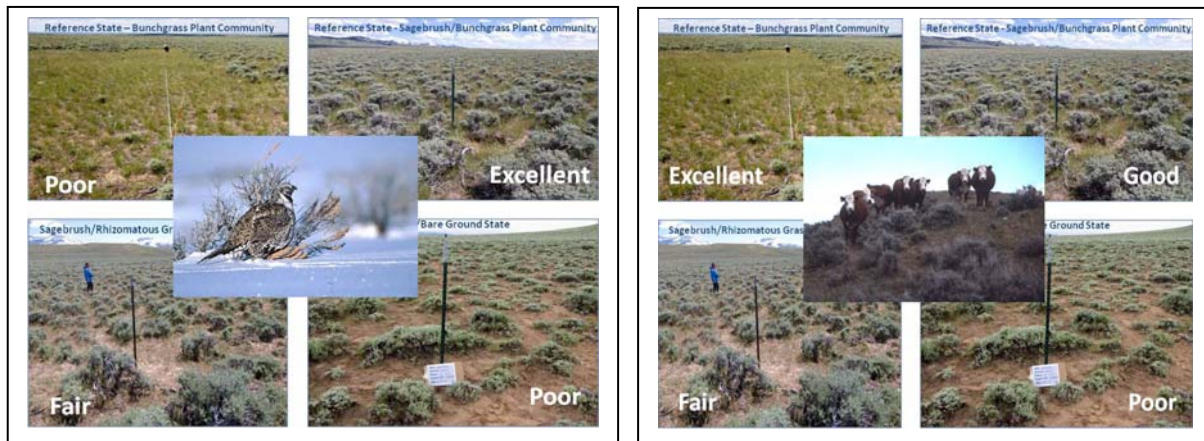 Reference State – Bunchgrass Plant Community
Reference State - Sagebrush/Bunchgrass Plant Community
Poor
Excellent
Sagebrush/Rhizomatous Gra
/Bare Ground State
Fair
Poor
Reference State – Bunchgrass Plant Community
Reference State - Sagebrush/Bunchgrass Plant Community
Excellent
Good
Sagebrush/Rhizomatous Gras
Ground State
Fair
Poor